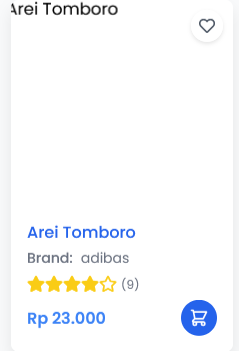 Arei Tomboro
Arei Tomboro
Brand: adibas
(9)
Rp 23.000